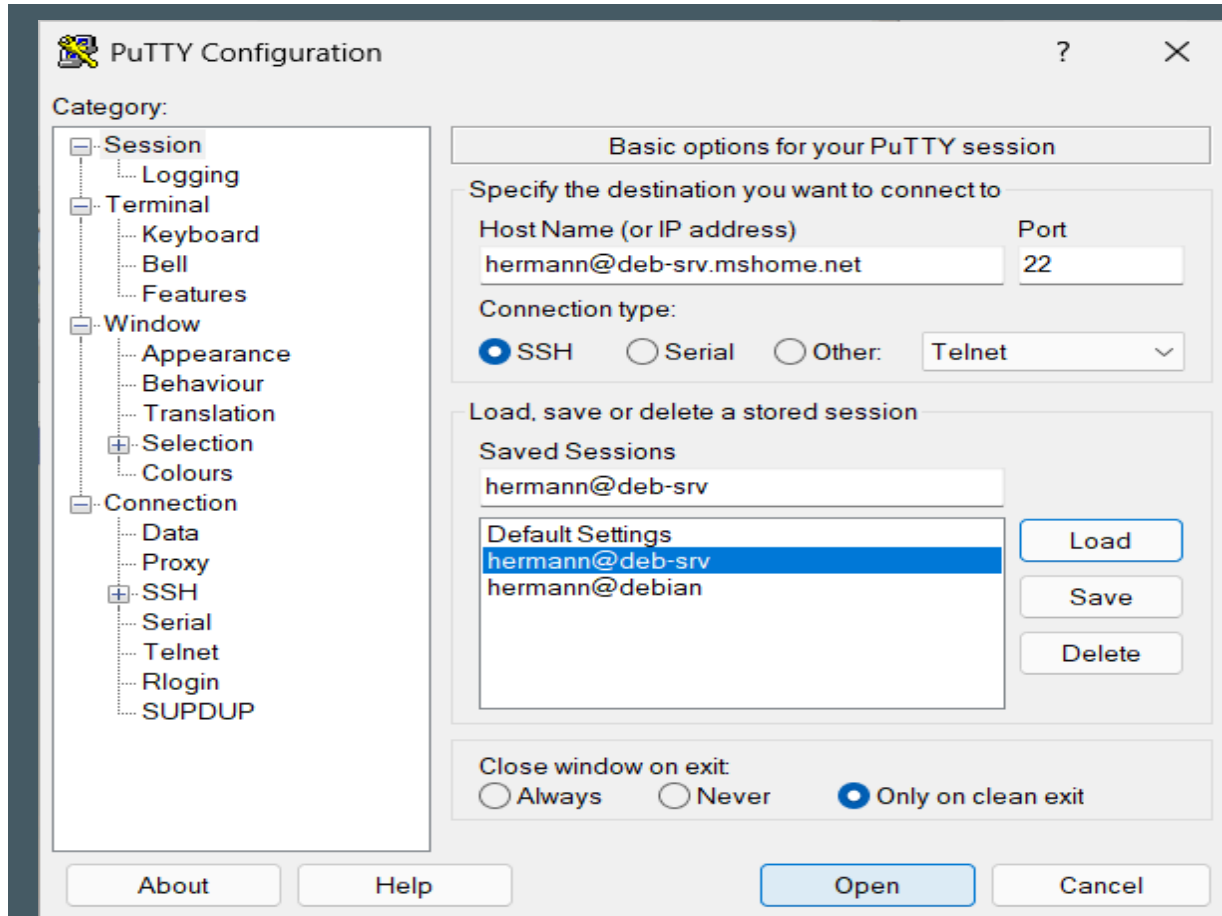 PuTTY Configuration
?
Category:
Session
Logging
Terminal
Keyboard
Bell
Features
Window
Appearance
Behaviour
Translation
Selection
Colours
Connection
Data
Proxy
SSH
Serial
Telnet
Rlogin
SUPDUP
Basic options for your PuTTY session
Specify the destination you want to connect to
Host Name (or IP address) Port
hermann@deb-srv.mshome.net 22
Connection type:
SSH Serial Other: Telnet
Load, save or delete a stored session
Saved Sessions
hermann@deb-srv
Default Settings
hermann@deb-srv
hermann@debian
Load
Save
Delete
Close window on exit:
Always Never Only on clean exit
About Help Open Cancel